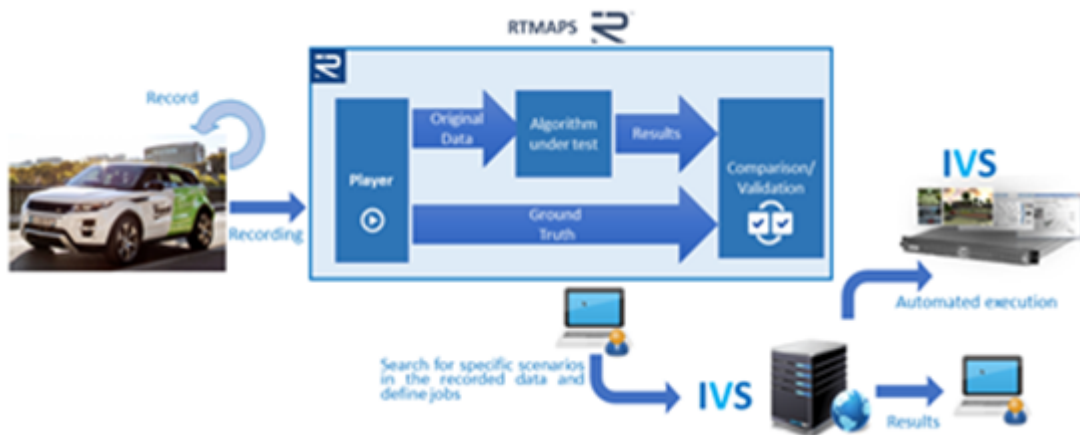 RTMAPS
Record
Recording
Player
Original
Data
Algorithm
under test
Results
Ground
Truth
Comparison/
Validation
IVS
Automated execution
Search for specific scenarios
in the recorded data and
define jobs
IVS
Results